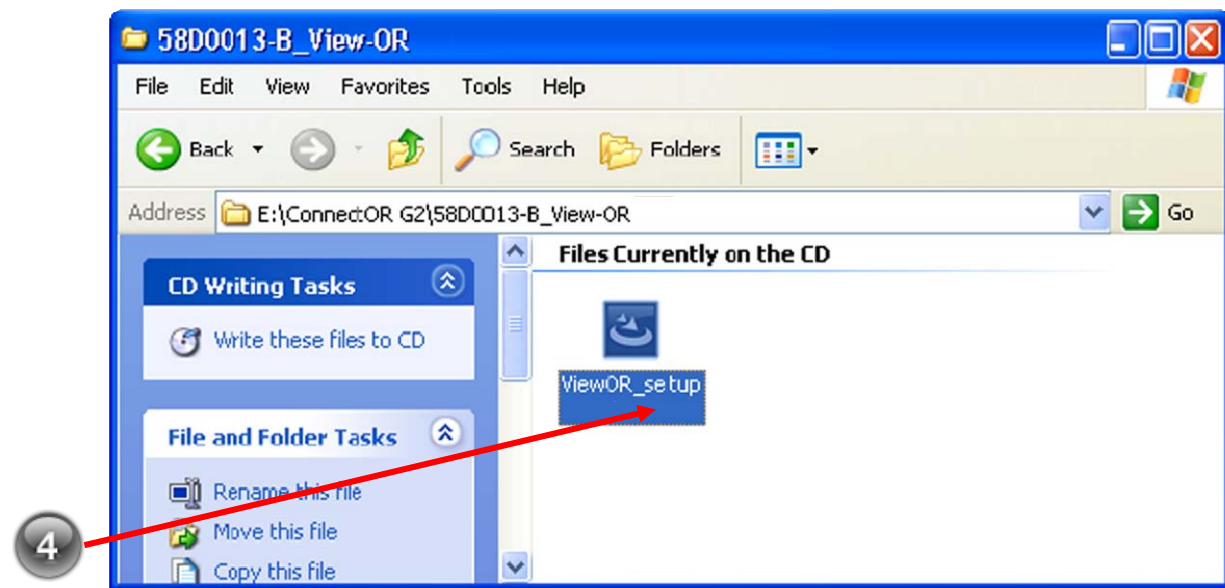 58D0013-B_View-OR
File Edit View Favorites Tools Help
Back Search Folders
Address E:\ConnectOR G2\58D0013-B_View-OR Go
Files Currently on the CD
CD Writing Tasks
Write these files to CD
ViewOR_setup
File and Folder Tasks
Rename this file
4
Move this file
Copy this file